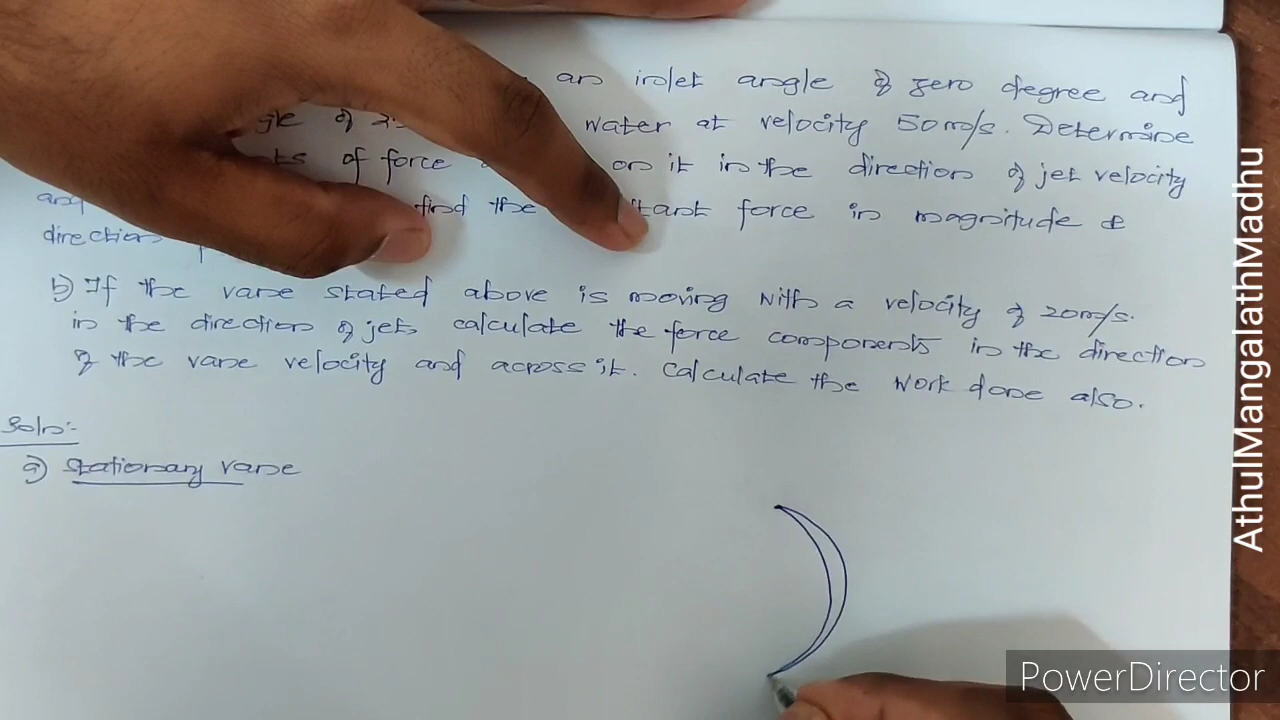 an inlet angle of zero degree and
of water at velocity 50m/s. Determine
of force on it in the direction of jet velocity
find the force in magnitude &
direction
b) If the vane stated above is moving with a velocity of 20m/s.
in the direction of jet. calculate the force components in the direction
of the vane velocity and across it. Calculate the work done also.
Soln:-
a) Stationary vane
AthulMangalathMadhu
PowerDirector